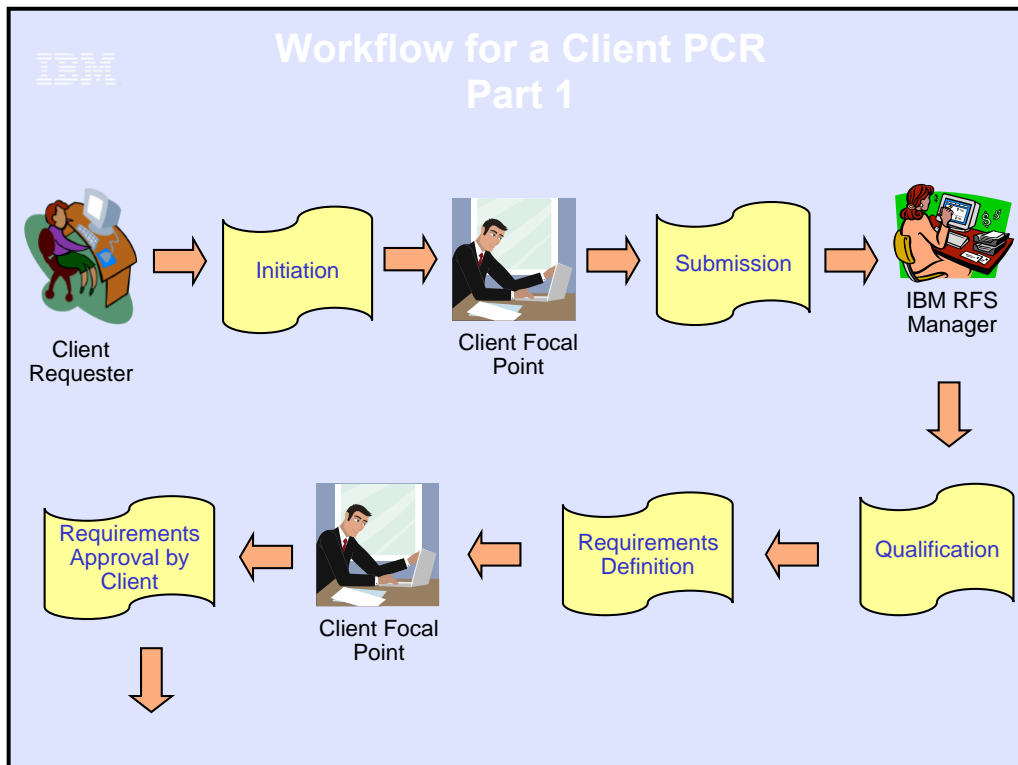 IBM
Workflow for a Client PCR
Part 1
Client
Requester
Initiation
Client Focal
Point
Submission
IBM RFS
Manager
Qualification
Requirements
Definition
Client Focal
Point
Requirements
Approval by
Client